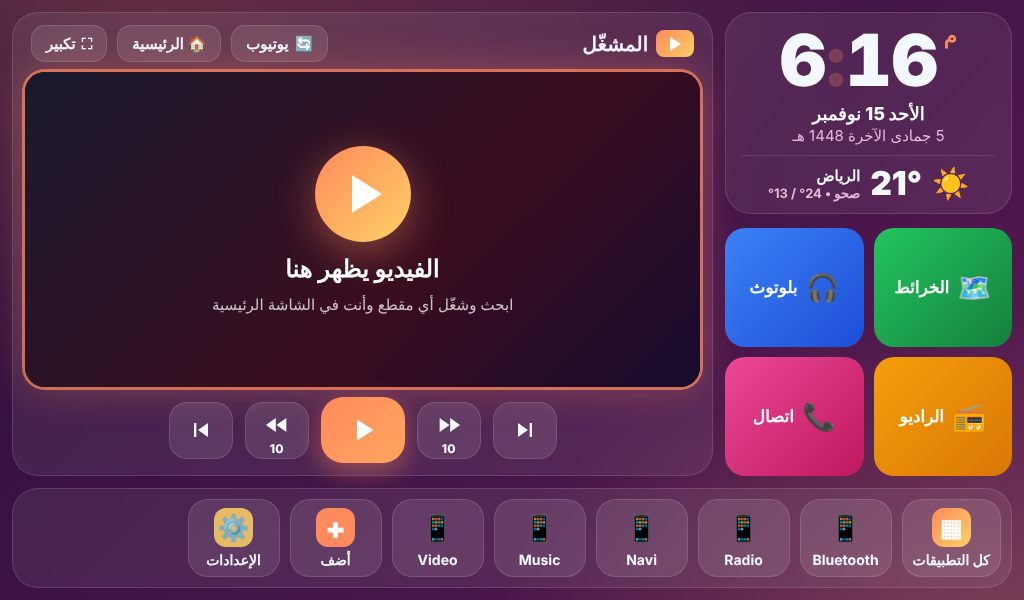 6:16 م
الأحد 15 نوفمبر
5 جمادى الآخرة 1448 هـ
21°
الرياض
صحو • 24° / 13°
الخرائط
بلوتوث
الراديو
اتصال
المشغّل
يوتيوب
الرئيسية
تكبير
الفيديو يظهر هنا
ابحث وشغّل أي مقطع وأنت في الشاشة الرئيسية
10
10
كل التطبيقات
Bluetooth
Radio
Navi
Music
Video
أضف
الإعدادات